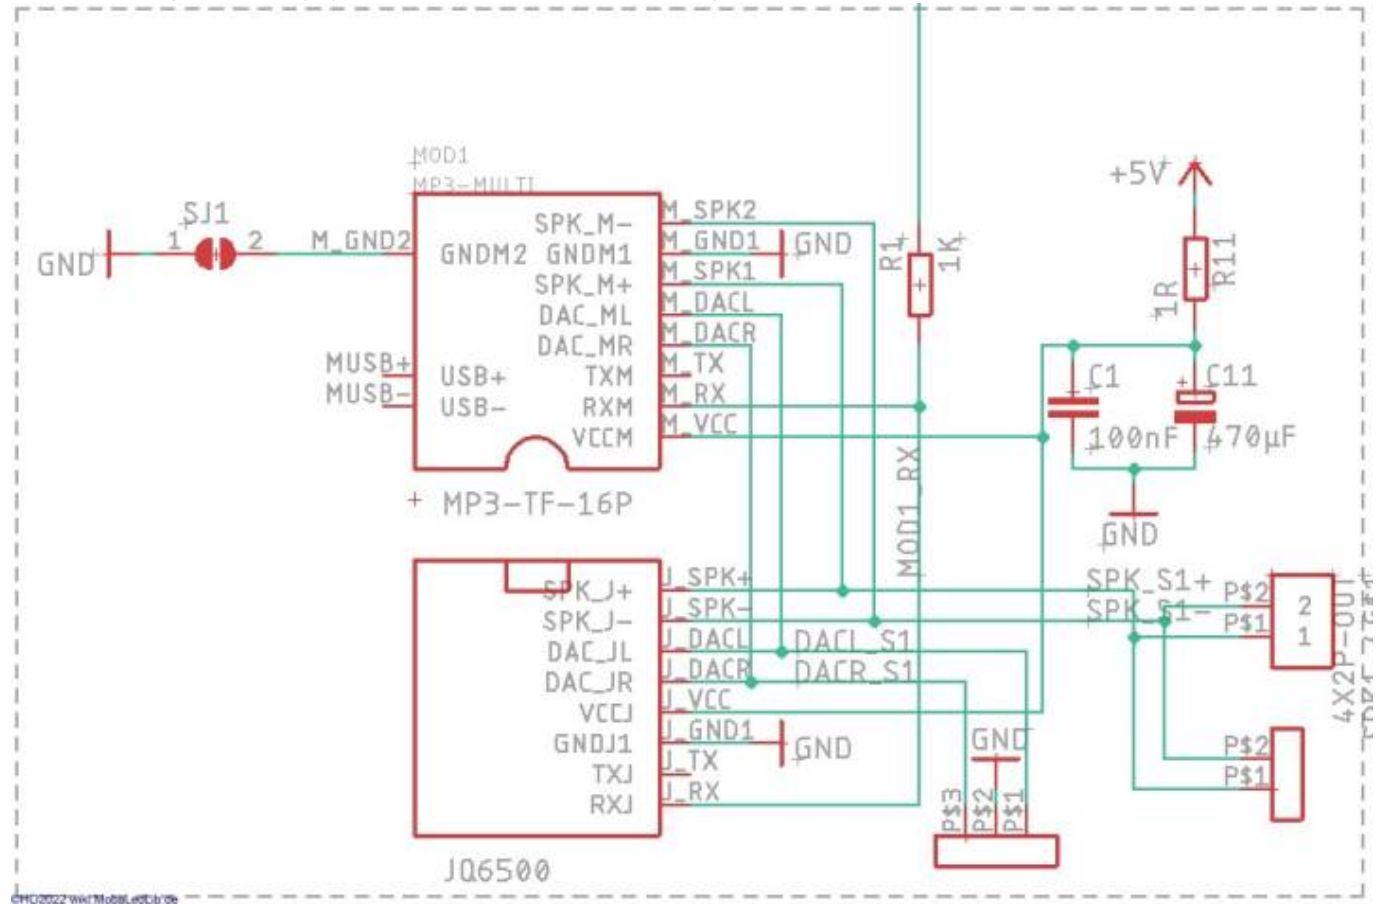 MOD1
MP3-MULTI
SJ1
1
2
GND
M_GND2
GNDM2
SPK_M-
GNDM1
SPK_M+
DAC_ML
DAC_MR
TXM
RXM
VCCM
M_SPK2
M_GND1
GND
M_SPK1
M_DACL
M_DACR
M_TX
M_RX
M_VCC
MUSB+
MUSB-
USB+
USB-
MP3-TF-16P
R1
1K
MOD1_RX
+5V
R11
1R
C1
100nF
C11
470µF
GND
SPK_J+
SPK_J-
DAC_JL
DAC_JR
VCCJ
GNDJ1
TXJ
RXJ
J_SPK+
J_SPK-
J_DACL
J_DACR
J_VCC
J_GND1
GND
J_TX
J_RX
DACL_S1
DACR_S1
SPK_S1+
SPK_S1-
P$2
P$1
2
1
4X2P-OUT
P$2
P$1
GND
P$3
P$2
P$1
JQ6500